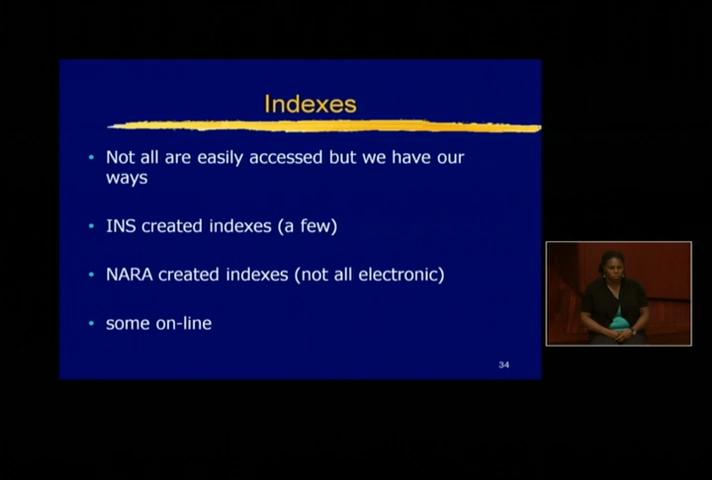 Indexes
• Not all are easily accessed but we have our
ways
• INS created indexes (a few)
• NARA created indexes (not all electronic)
• some on-line
34